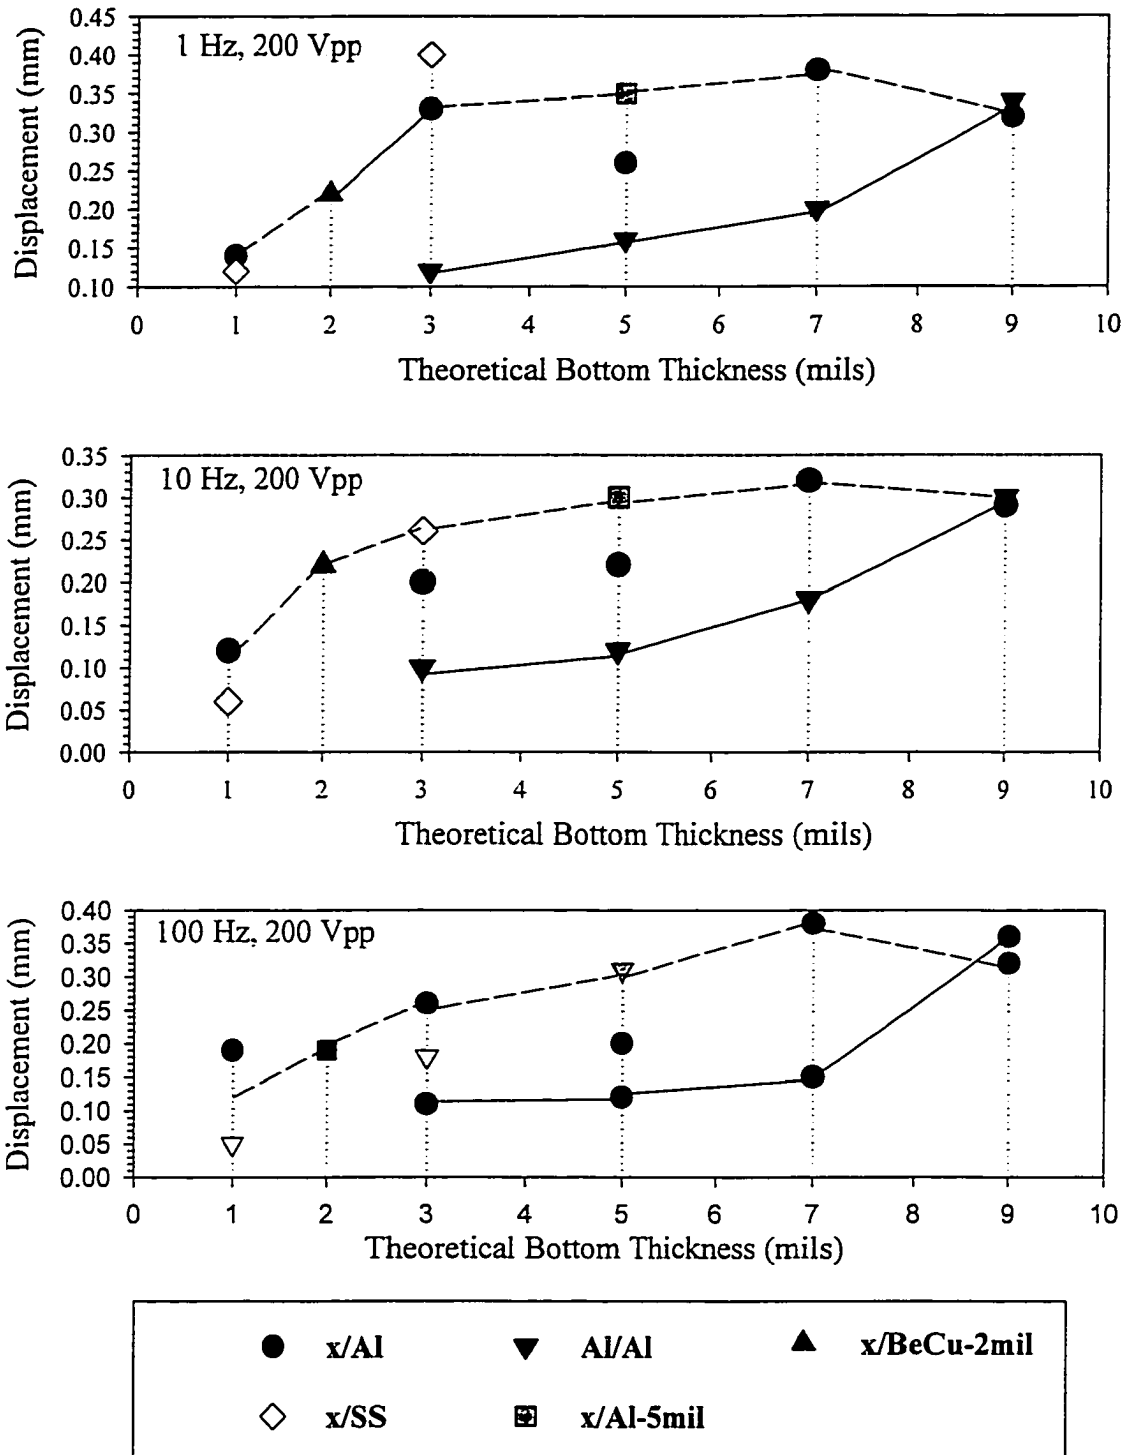 0.45
1 Hz, 200 Vpp
0.40
0.35
0.30
0.25
0.20
0.15
0.10
Displacement (mm)
0 1 2 3 4 5 6 7 8 9 10
Theoretical Bottom Thickness (mils)
0.35
10 Hz, 200 Vpp
0.30
0.25
0.20
0.15
0.10
0.05
0.00
Displacement (mm)
0 1 2 3 4 5 6 7 8 9 10
Theoretical Bottom Thickness (mils)
0.40
100 Hz, 200 Vpp
0.35
0.30
0.25
0.20
0.15
0.10
0.05
0.00
Displacement (mm)
0 1 2 3 4 5 6 7 8 9 10
Theoretical Bottom Thickness (mils)
x/Al Al/Al x/BeCu-2mil
x/SS x/Al-5mil